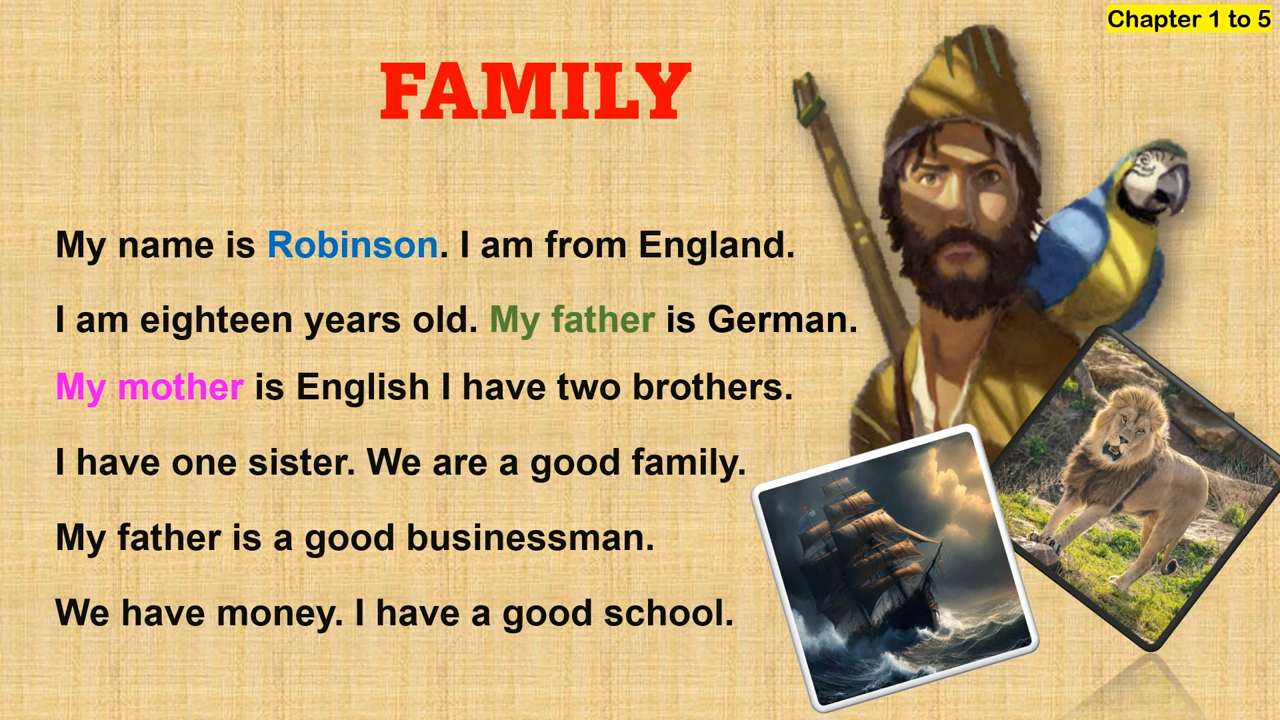 Chapter 1 to 5
FAMILY
My name is Robinson. I am from England.
I am eighteen years old. My father is German.
My mother is English I have two brothers.
I have one sister. We are a good family.
My father is a good businessman.
We have money. I have a good school.